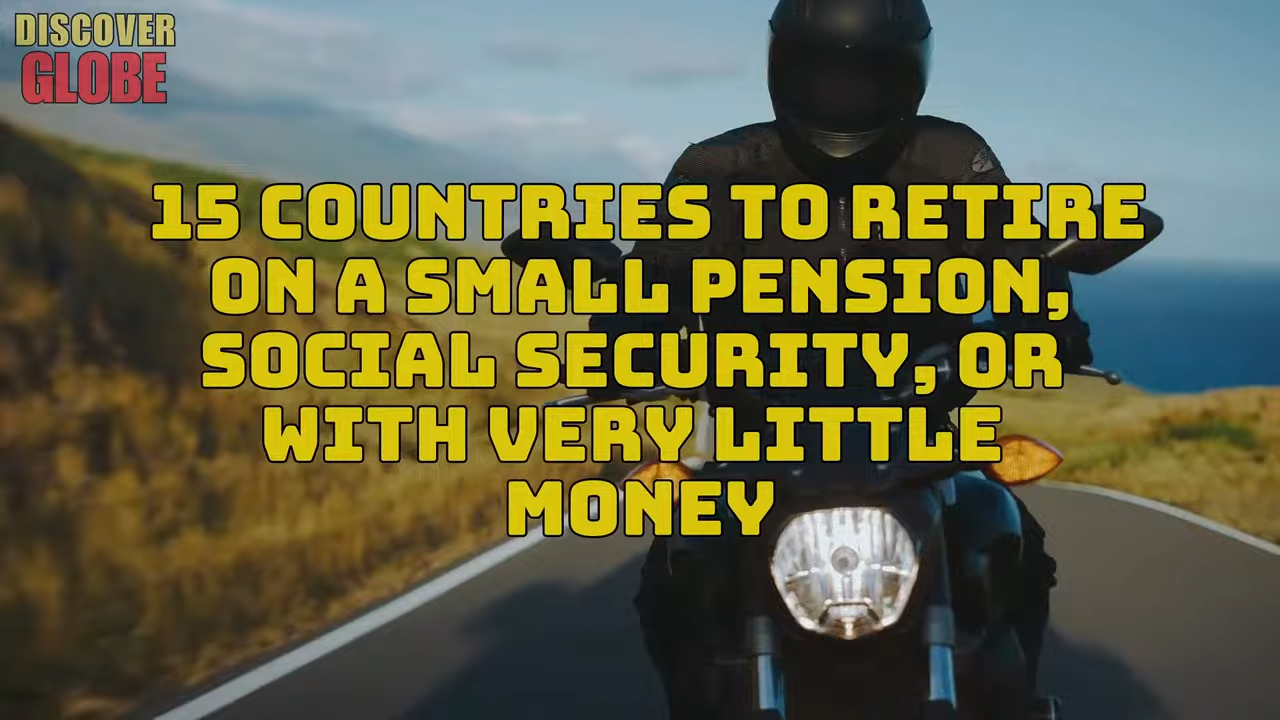 DISCOVER
GLOBE
15 COUNTRIES TO RETIRE
ON A SMALL PENSION,
SOCIAL SECURITY, OR
WITH VERY LITTLE
MONEY